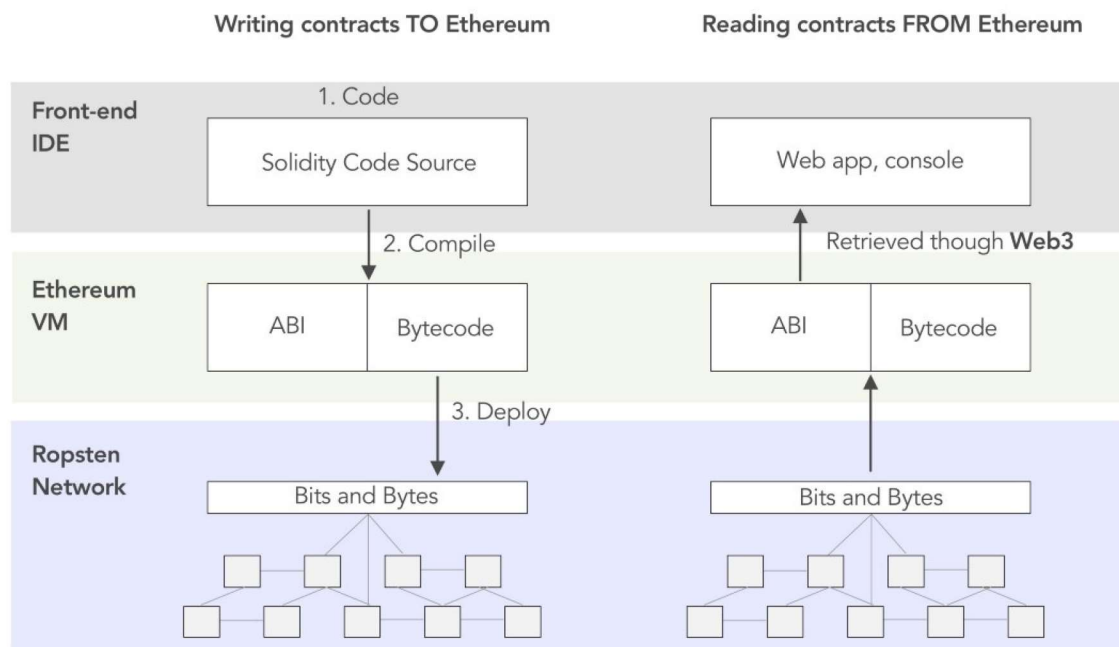 Writing contracts TO Ethereum
Reading contracts FROM Ethereum
Front-end
IDE
1. Code
Solidity Code Source
Web app, console
2. Compile
Retrieved though Web3
Ethereum
VM
ABI
Bytecode
ABI
Bytecode
3. Deploy
Ropsten
Network
Bits and Bytes
Bits and Bytes